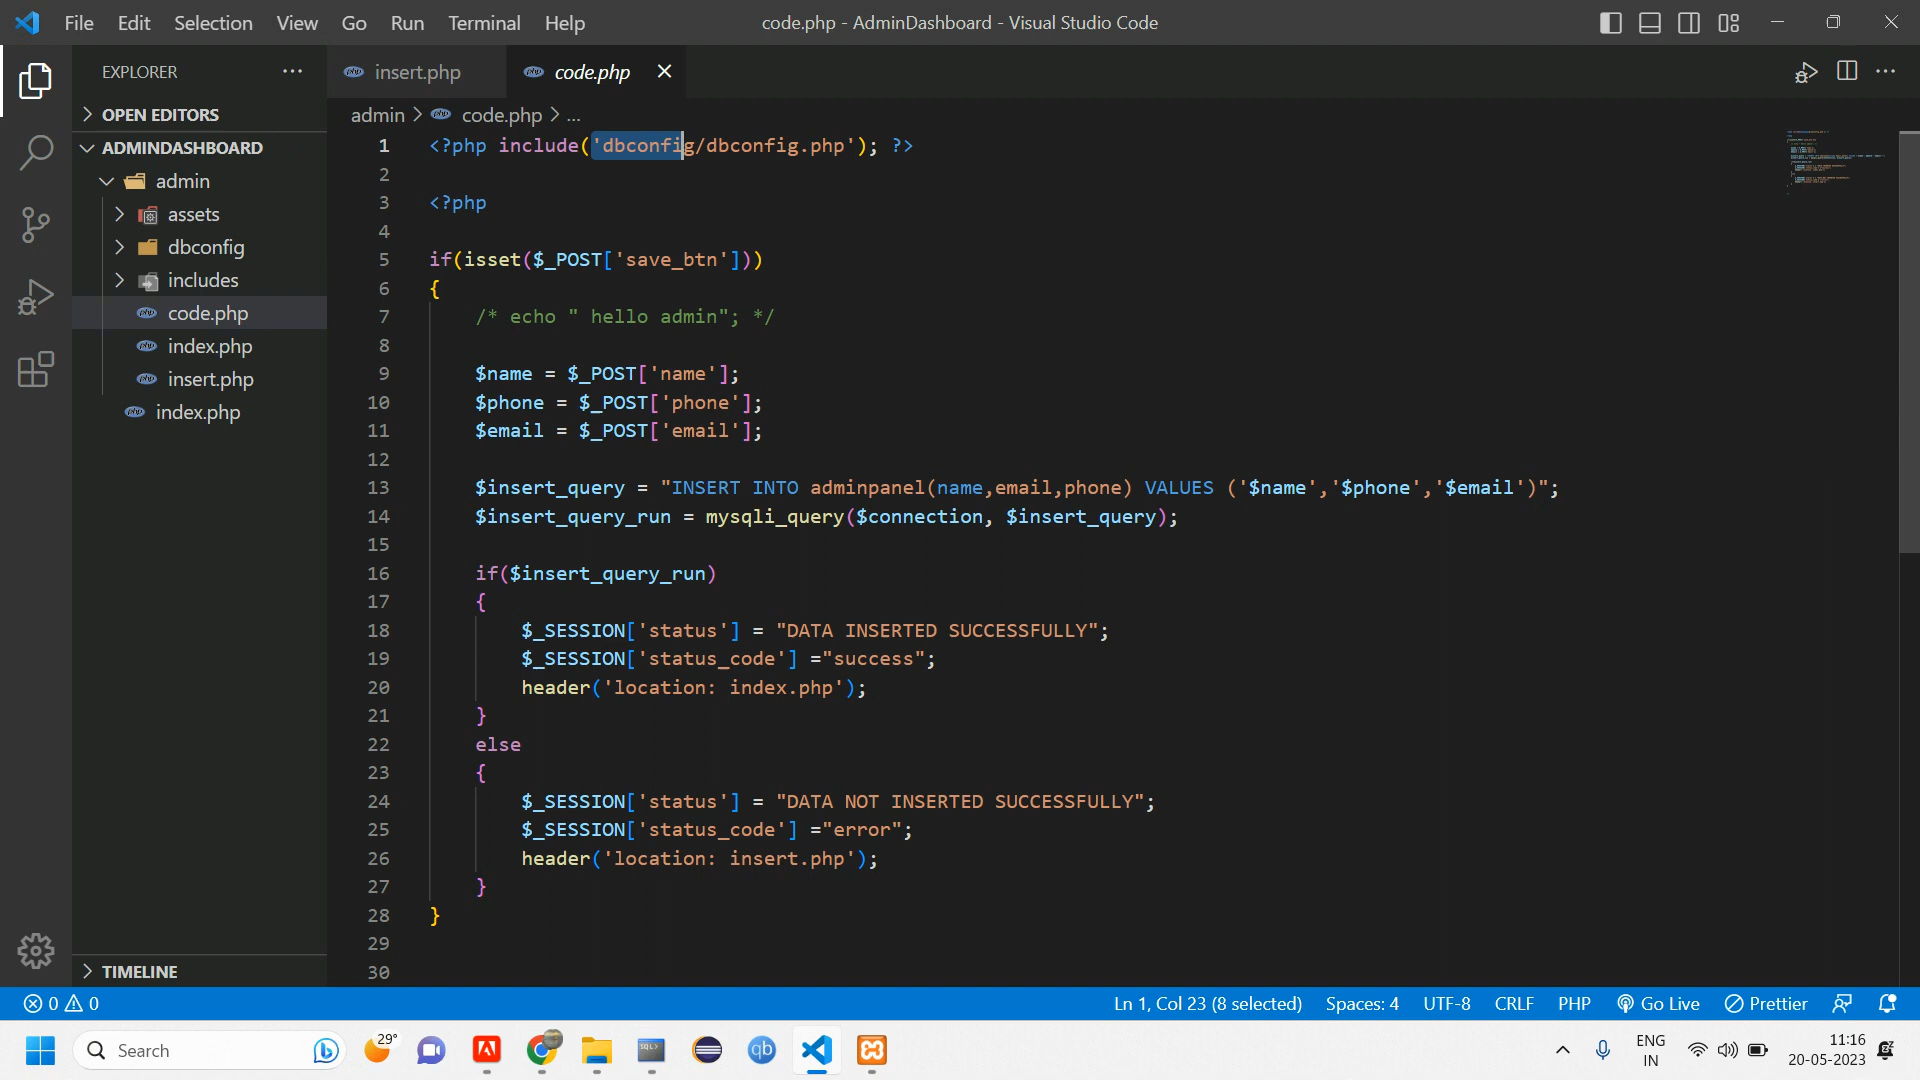 File Edit Selection View Go Run Terminal Help
code.php - AdminDashboard - Visual Studio Code
EXPLORER
OPEN EDITORS
ADMINDASHBOARD
admin
assets
dbconfig
includes
code.php
index.php
insert.php
index.php
TIMELINE
insert.php
code.php
admin > code.php > ...
1 <?php include('dbconfig/dbconfig.php'); ?>
2
3 <?php
4
5 if(isset($_POST['save_btn']))
6 {
7 /* echo " hello admin"; */
8
9 $name = $_POST['name'];
10 $phone = $_POST['phone'];
11 $email = $_POST['email'];
12
13 $insert_query = "INSERT INTO adminpanel(name,email,phone) VALUES ('$name','$phone','$email')";
14 $insert_query_run = mysqli_query($connection, $insert_query);
15
16 if($insert_query_run)
17 {
18 $_SESSION['status'] = "DATA INSERTED SUCCESSFULLY";
19 $_SESSION['status_code'] ="success";
20 header('location: index.php');
21 }
22 else
23 {
24 $_SESSION['status'] = "DATA NOT INSERTED SUCCESSFULLY";
25 $_SESSION['status_code'] ="error";
26 header('location: insert.php');
27 }
28 }
29
30
0 0
Ln 1, Col 23 (8 selected) Spaces: 4 UTF-8 CRLF PHP Go Live Prettier
Search
29°
SQL>
qb
ENG
IN
11:16
20-05-2023